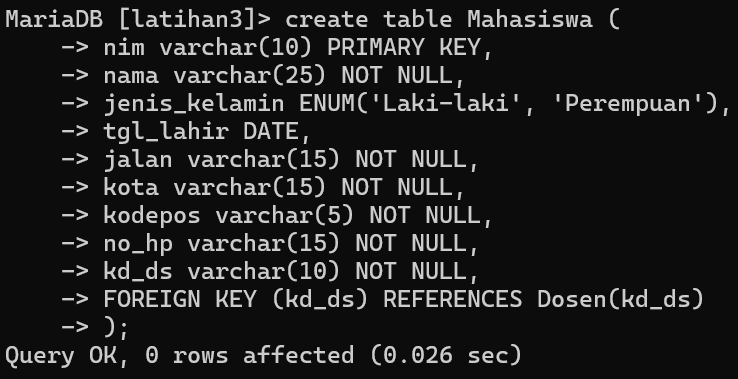 MariaDB [latihan3]> create table Mahasiswa (
    -> nim varchar(10) PRIMARY KEY,
    -> nama varchar(25) NOT NULL,
    -> jenis_kelamin ENUM('Laki-laki', 'Perempuan'),
    -> tgl_lahir DATE,
    -> jalan varchar(15) NOT NULL,
    -> kota varchar(15) NOT NULL,
    -> kodepos varchar(5) NOT NULL,
    -> no_hp varchar(15) NOT NULL,
    -> kd_ds varchar(10) NOT NULL,
    -> FOREIGN KEY (kd_ds) REFERENCES Dosen(kd_ds)
    -> );
Query OK, 0 rows affected (0.026 sec)